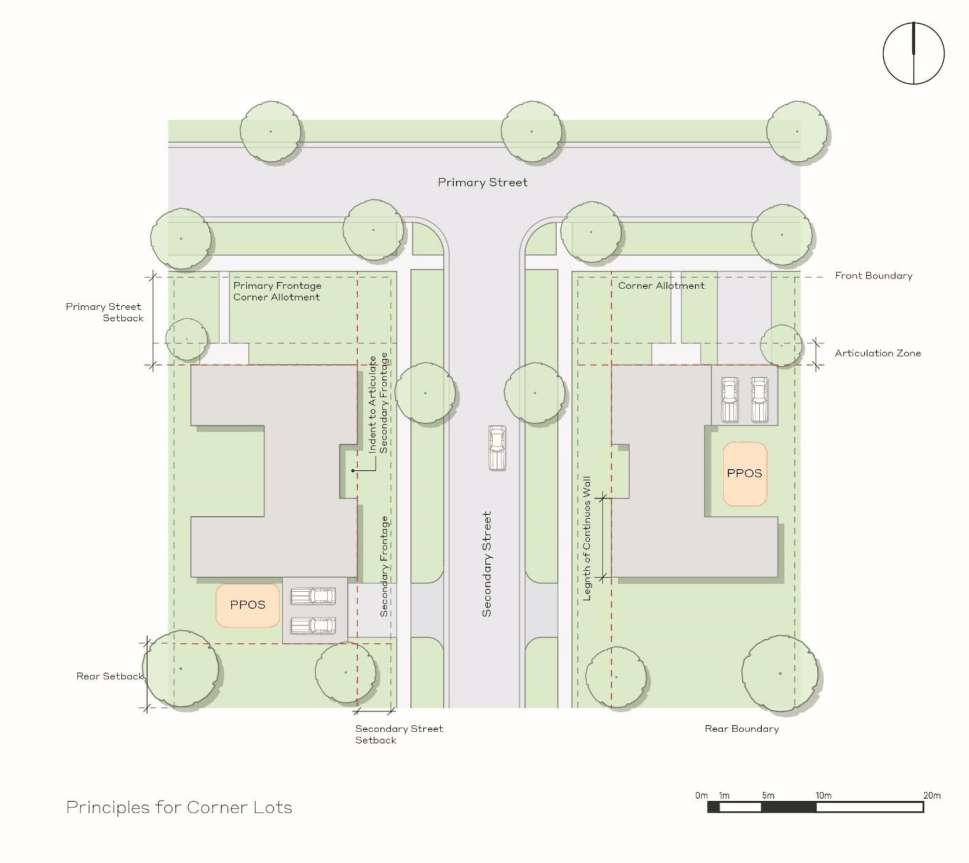 Primary Street
Primary Frontage
Corner Allotment
Corner Allotment
Front Boundary
Primary Street
Setback
Articulation Zone
Indent to Articulate
Secondary Frontage
PPOS
Legnth of Continuos Wall
Secondary Frontage
Secondary Street
PPOS
Rear Setback
Secondary Street
Setback
Rear Boundary
Principles for Corner Lots
0m 1m 5m 10m 20m